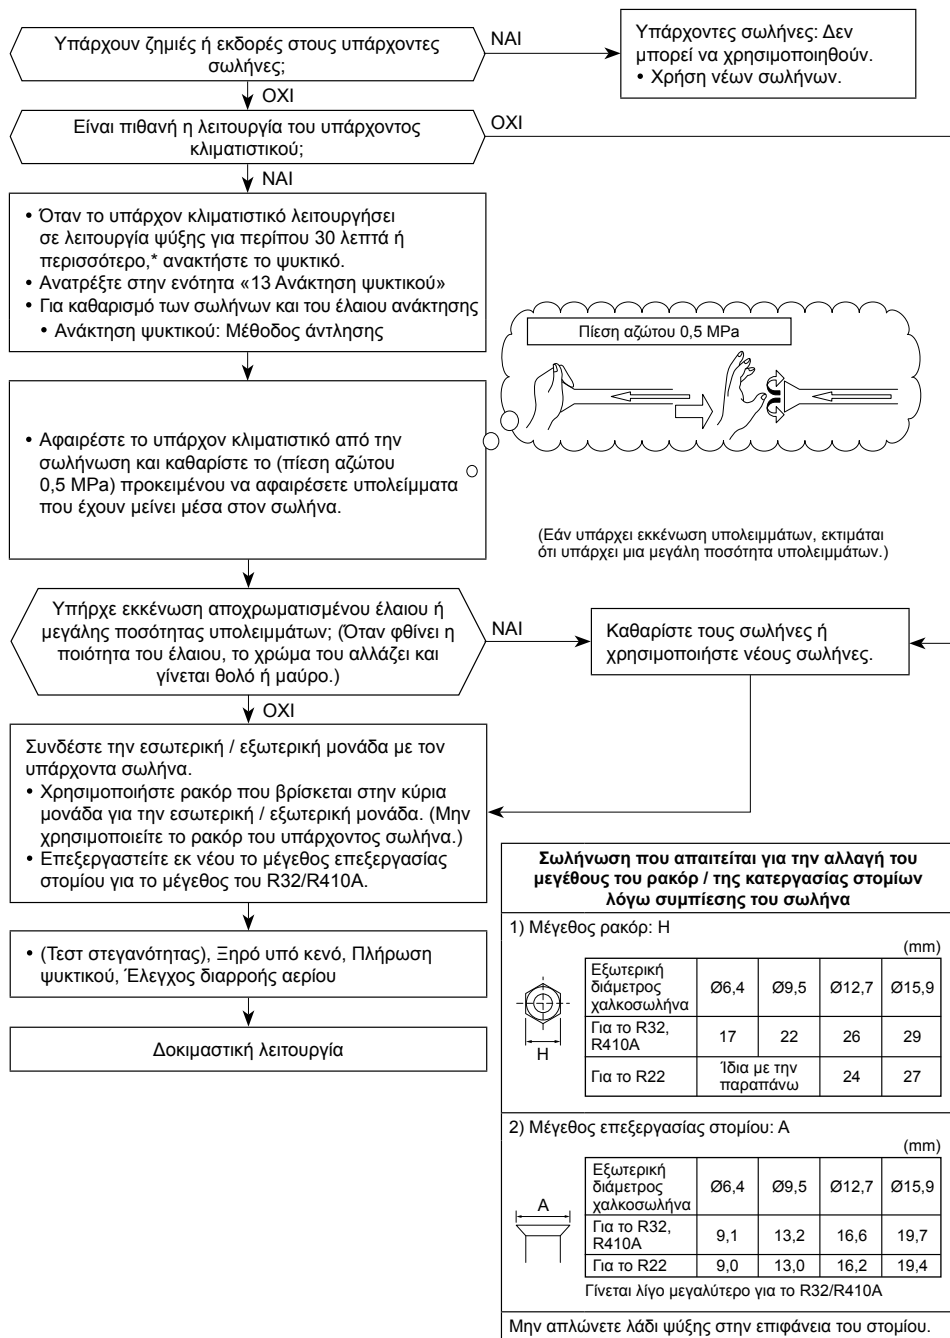 Υπάρχουν ζημιές ή εκδορές στους υπάρχοντες
σωλήνες;
ΝΑΙ
Υπάρχοντες σωλήνες: Δεν
μπορεί να χρησιμοποιηθούν.
• Χρήση νέων σωλήνων.
ΟΧΙ
Είναι πιθανή η λειτουργία του υπάρχοντος
κλιματιστικού;
ΟΧΙ
ΝΑΙ
• Όταν το υπάρχον κλιματιστικό λειτουργήσει
σε λειτουργία ψύξης για περίπου 30 λεπτά ή
περισσότερο,* ανακτήστε το ψυκτικό.
• Ανατρέξτε στην ενότητα «13 Ανάκτηση ψυκτικού»
• Για καθαρισμό των σωλήνων και του έλαιου ανάκτησης
• Ανάκτηση ψυκτικού: Μέθοδος άντλησης
Πίεση αζώτου 0,5 MPa
• Αφαιρέστε το υπάρχον κλιματιστικό από την
σωλήνωση και καθαρίστε το (πίεση αζώτου
0,5 MPa) προκειμένου να αφαιρέσετε υπολείμματα
που έχουν μείνει μέσα στον σωλήνα.
(Εάν υπάρχει εκκένωση υπολειμμάτων, εκτιμάται
ότι υπάρχει μια μεγάλη ποσότητα υπολειμμάτων.)
Υπήρχε εκκένωση αποχρωματισμένου έλαιου ή
μεγάλης ποσότητας υπολειμμάτων; (Όταν φθίνει η
ποιότητα του έλαιου, το χρώμα του αλλάζει και
γίνεται θολό ή μαύρο.)
ΝΑΙ
Καθαρίστε τους σωλήνες ή
χρησιμοποιήστε νέους σωλήνες.
ΟΧΙ
Συνδέστε την εσωτερική / εξωτερική μονάδα με τον
υπάρχοντα σωλήνα.
• Χρησιμοποιήστε ρακόρ που βρίσκεται στην κύρια
μονάδα για την εσωτερική / εξωτερική μονάδα. (Μην
χρησιμοποιείτε το ρακόρ του υπάρχοντος σωλήνα.)
• Επεξεργαστείτε εκ νέου το μέγεθος επεξεργασίας
στομίου για το μέγεθος του R32/R410A.
• (Τεστ στεγανότητας), Ξηρό υπό κενό, Πλήρωση
ψυκτικού, Έλεγχος διαρροής αερίου
Δοκιμαστική λειτουργία
Σωλήνωση που απαιτείται για την αλλαγή του
μεγέθους του ρακόρ / της κατεργασίας στομίων
λόγω συμπίεσης του σωλήνα
1) Μέγεθος ρακόρ: H
(mm)
Εξωτερική
διάμετρος
χαλκοσωλήνα
Ø6,4 Ø9,5 Ø12,7 Ø15,9
Για το R32,
R410A
17 22 26 29
H
Για το R22
Ίδια με την
παραπάνω
24 27
2) Μέγεθος επεξεργασίας στομίου: A
(mm)
Εξωτερική
διάμετρος
χαλκοσωλήνα
Ø6,4 Ø9,5 Ø12,7 Ø15,9
A
Για το R32,
R410A
9,1 13,2 16,6 19,7
Για το R22 9,0 13,0 16,2 19,4
Γίνεται λίγο μεγαλύτερο για το R32/R410A
Μην απλώνετε λάδι ψύξης στην επιφάνεια του στομίου.